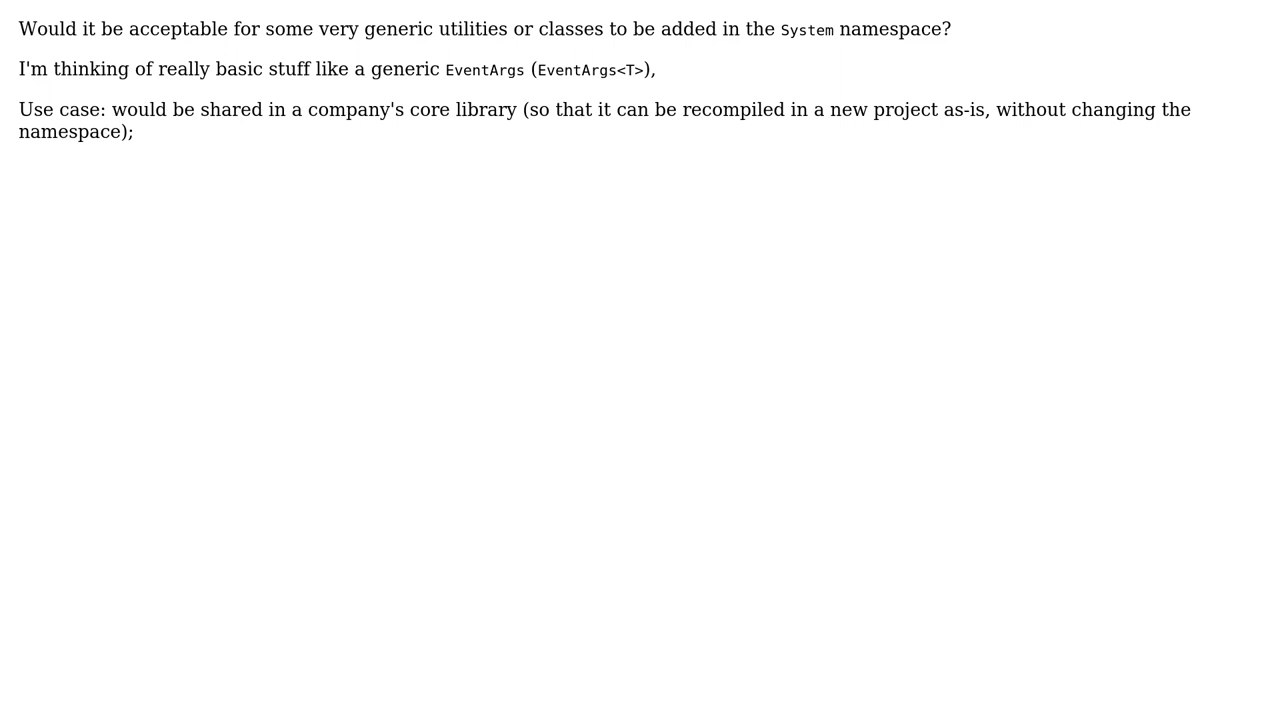 Would it be acceptable for some very generic utilities or classes to be added in the System namespace?
I'm thinking of really basic stuff like a generic EventArgs (EventArgs<T>),
Use case: would be shared in a company's core library (so that it can be recompiled in a new project as-is, without changing the
namespace);